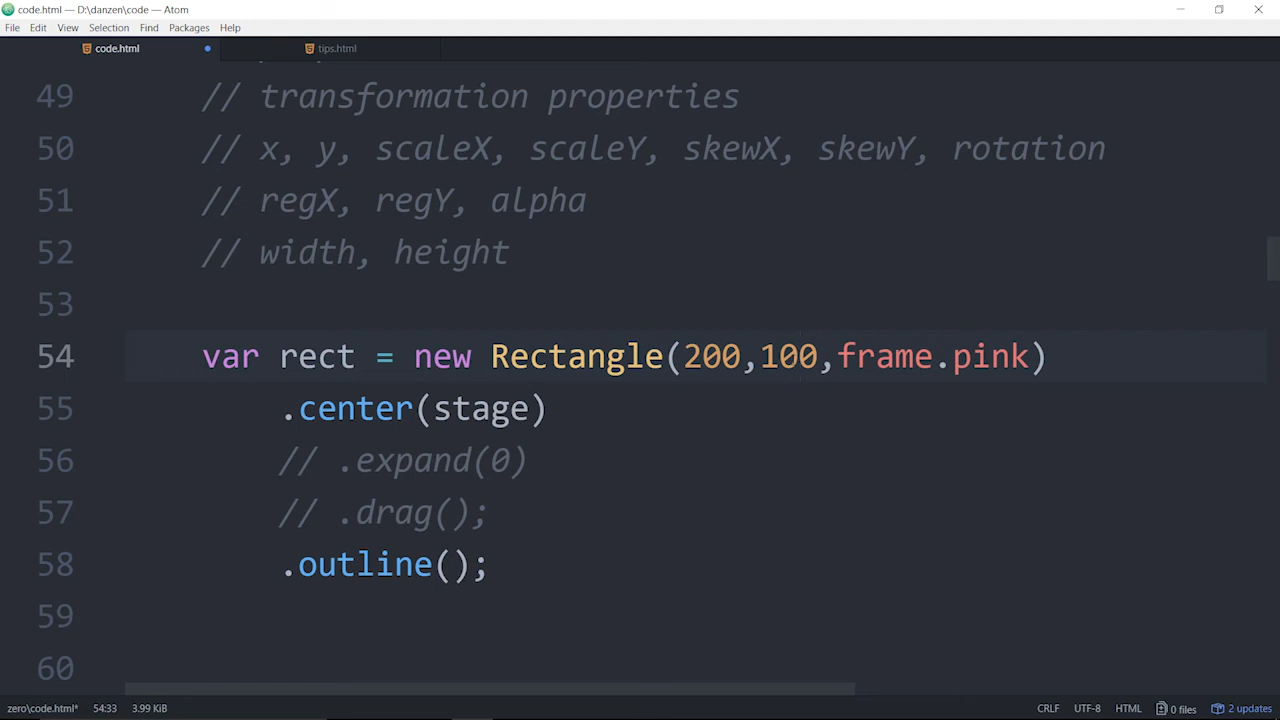 code.html — D:\danzen\code — Atom
File Edit View Selection Find Packages Help
code.html tips.html
49 // transformation properties
50 // x, y, scaleX, scaleY, skewX, skewY, rotation
51 // regX, regY, alpha
52 // width, height
53
54 var rect = new Rectangle(200,100,frame.pink)
55 .center(stage)
56 // .expand(0)
57 // .drag();
58 .outline();
59
60
zero\code.html* 54:33 3.99 KiB CRLF UTF-8 HTML 0 files 2 updates